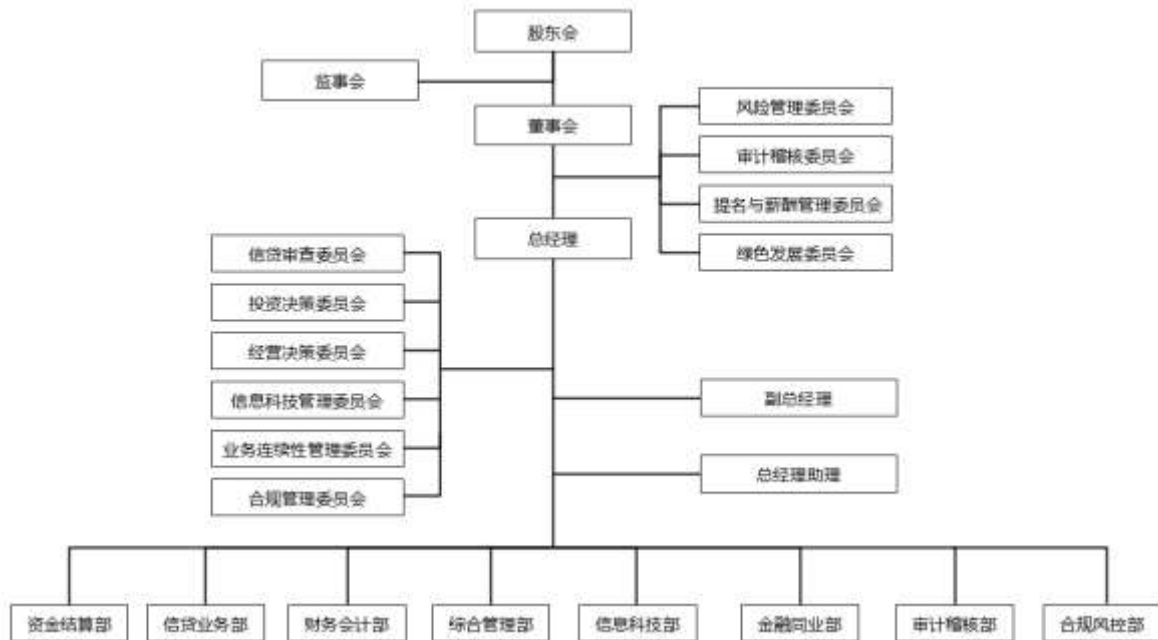 股东会
监事会
董事会
风险管理委员会
审计稽核委员会
提名与薪酬管理委员会
绿色发展委员会
总经理
信贷审查委员会
投资决策委员会
经营决策委员会
信息科技管理委员会
业务连续性管理委员会
合规管理委员会
副总经理
总经理助理
资金结算部
信贷业务部
财务会计部
综合管理部
信息科技部
金融同业部
审计稽核部
合规风控部